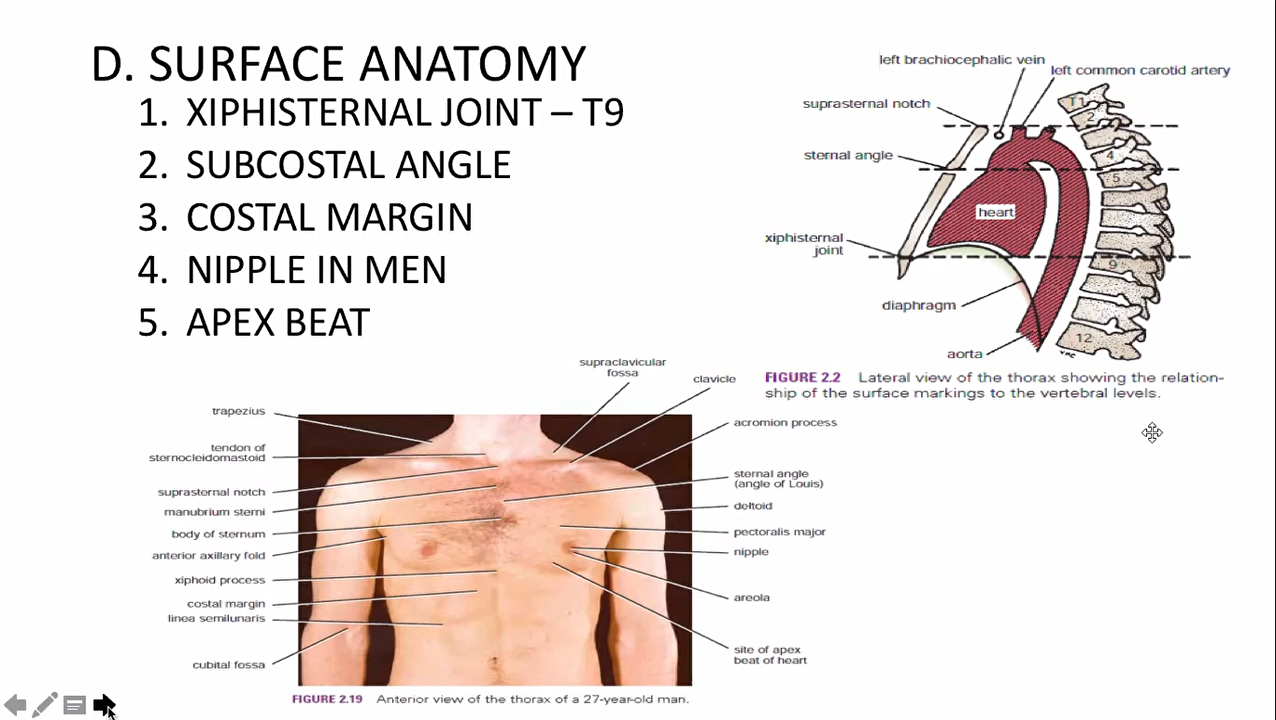 D. SURFACE ANATOMY
1. XIPHISTERNAL JOINT – T9
2. SUBCOSTAL ANGLE
3. COSTAL MARGIN
4. NIPPLE IN MEN
5. APEX BEAT
left brachiocephalic vein
left common carotid artery
suprasternal notch
sternal angle
heart
xiphisternal
joint
diaphragm
aorta
T1
2
4
5
9
12
FIGURE 2.2 Lateral view of the thorax showing the relation-
ship of the surface markings to the vertebral levels.
supraclavicular
fossa
clavicle
trapezius
tendon of
sternocleidomastoid
suprasternal notch
manubrium sterni
body of sternum
anterior axillary fold
xiphoid process
costal margin
linea semilunaris
cubital fossa
acromion process
sternal angle
(angle of Louis)
deltoid
pectoralis major
nipple
areola
site of apex
beat of heart
FIGURE 2.19 Anterior view of the thorax of a 27-year-old man.